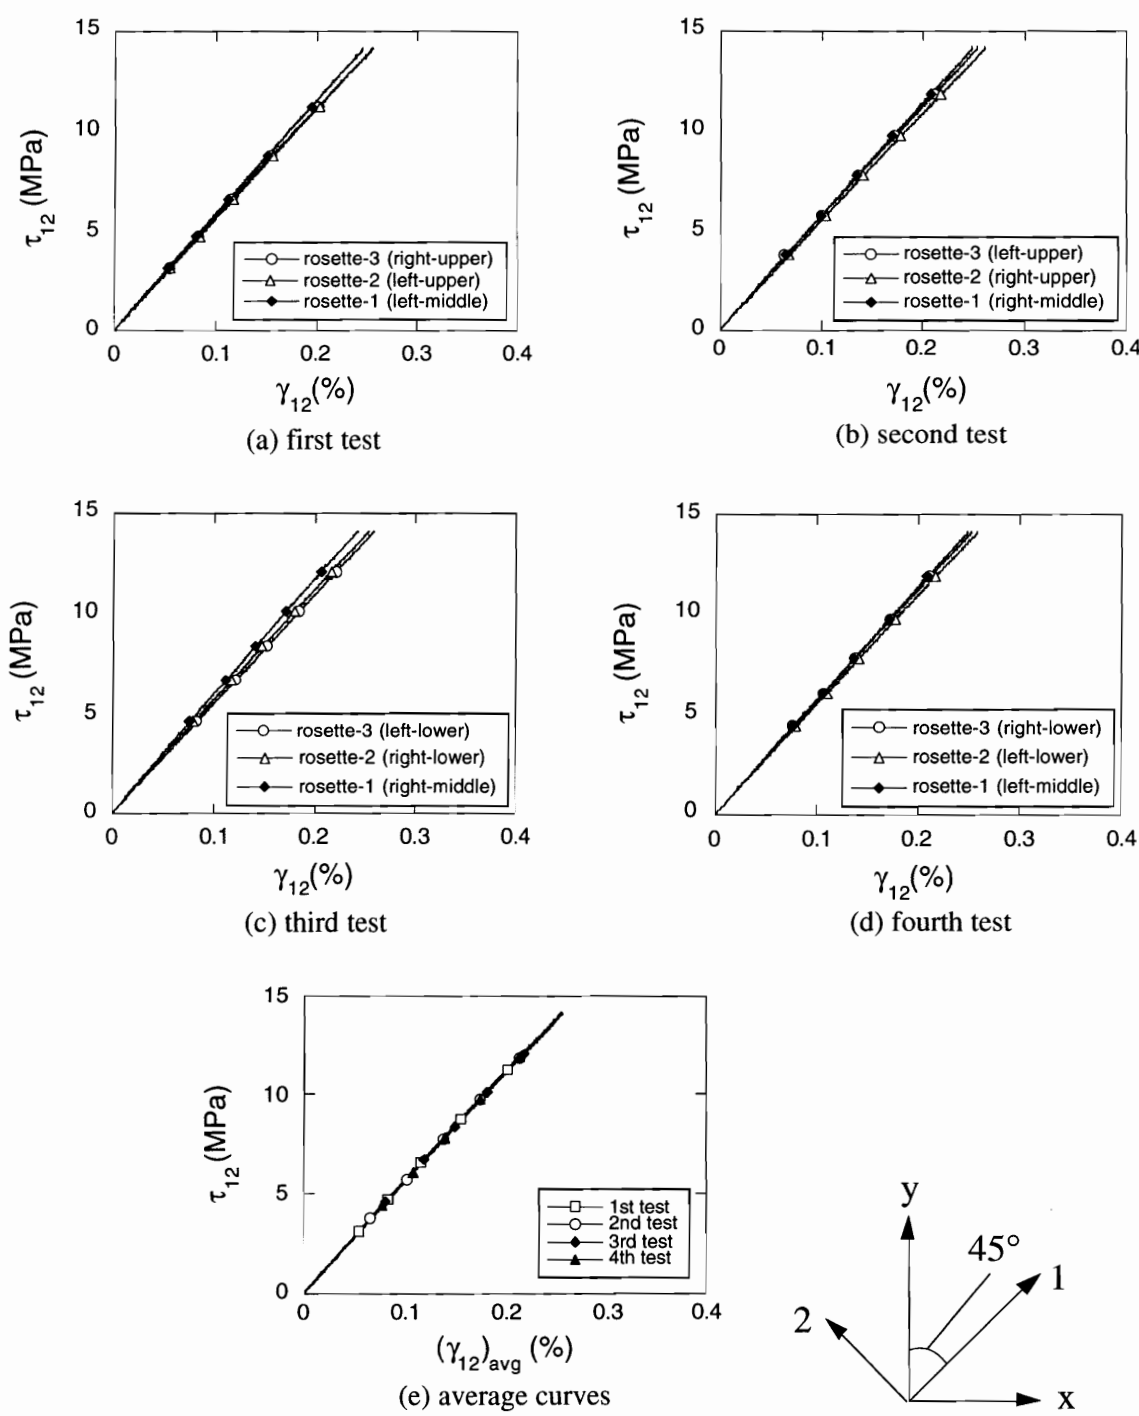 15
10
5
0
τ12 (MPa)
rosette-3 (right-upper)
rosette-2 (left-upper)
rosette-1 (left-middle)
0 0.1 0.2 0.3 0.4
γ12(%)
(a) first test
15
10
5
0
τ12 (MPa)
rosette-3 (left-upper)
rosette-2 (right-upper)
rosette-1 (right-middle)
0 0.1 0.2 0.3 0.4
γ12(%)
(b) second test
15
10
5
0
τ12 (MPa)
rosette-3 (left-lower)
rosette-2 (right-lower)
rosette-1 (right-middle)
0 0.1 0.2 0.3 0.4
γ12(%)
(c) third test
15
10
5
0
τ12 (MPa)
rosette-3 (right-lower)
rosette-2 (left-lower)
rosette-1 (left-middle)
0 0.1 0.2 0.3 0.4
γ12(%)
(d) fourth test
15
10
5
0
τ12 (MPa)
1st test
2nd test
3rd test
4th test
0 0.1 0.2 0.3 0.4
(γ12)avg (%)
(e) average curves
y
45°
1
2
x